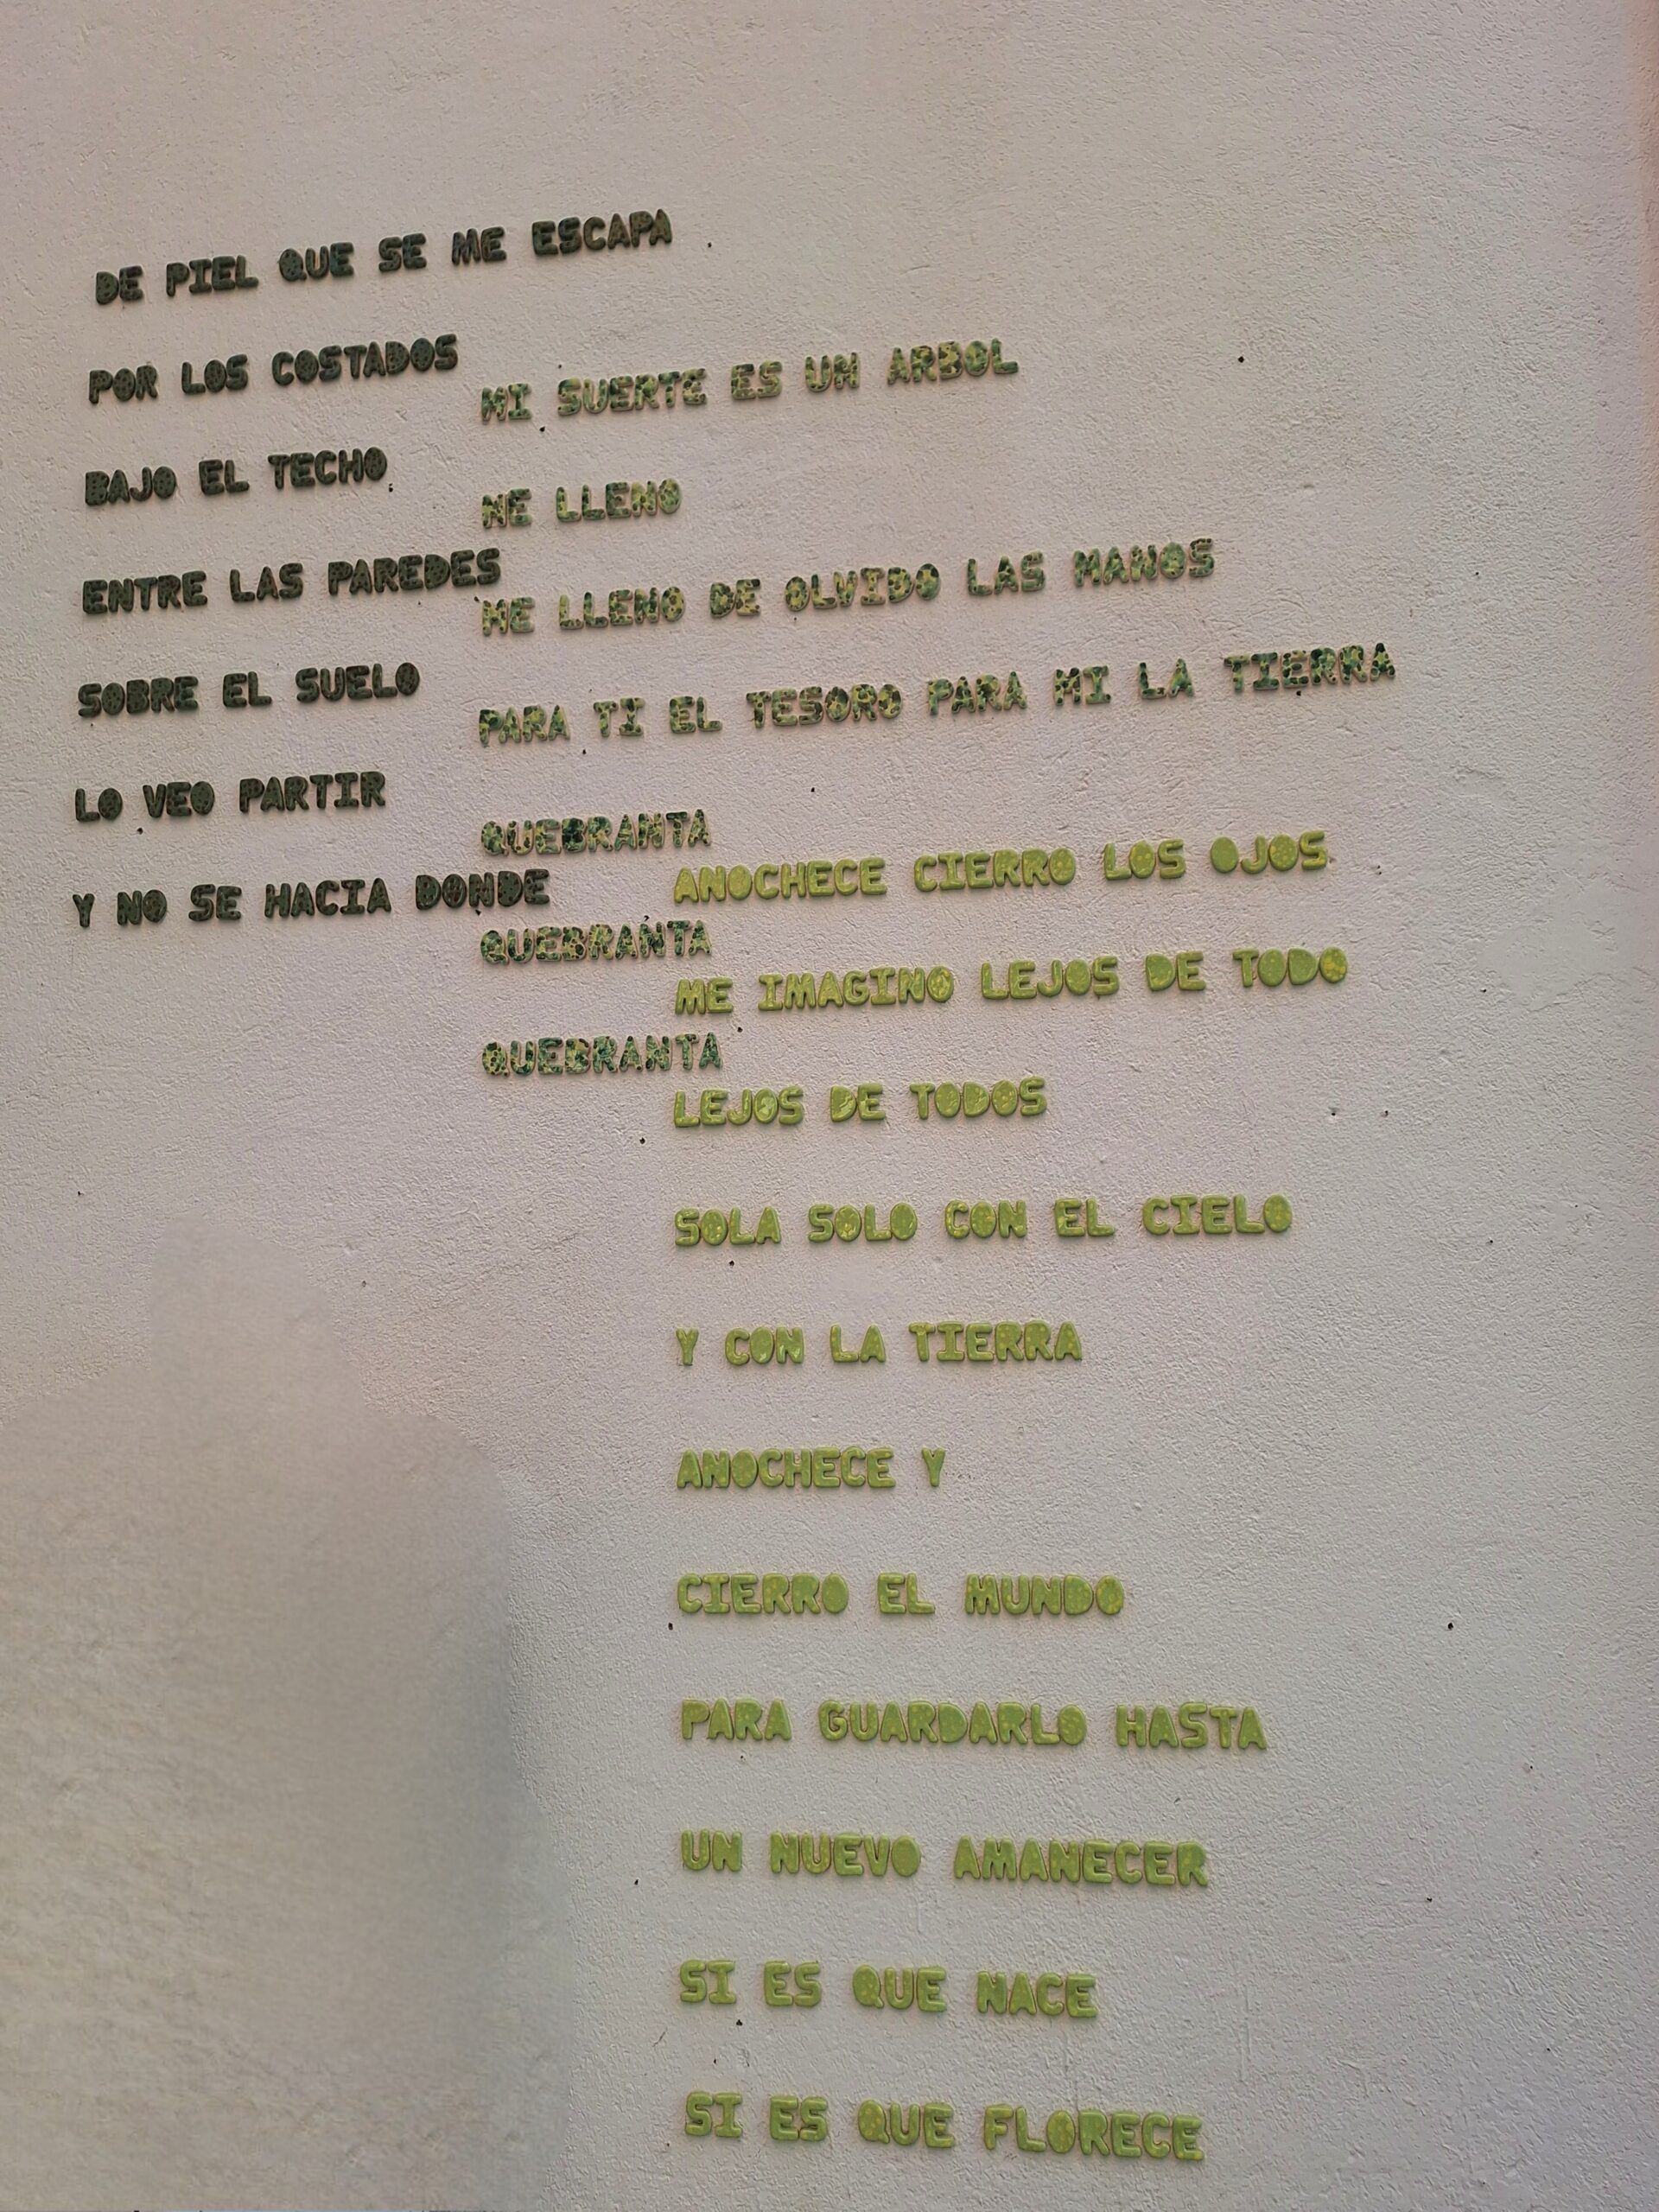 DE PIEL QUE SE ME ESCAPA
POR LOS COSTADOS
BAJO EL TECHO
ENTRE LAS PAREDES
SOBRE EL SUELO
LO VEO PARTIR
Y NO SE HACIA DONDE
MI SUERTE ES UN ARBOL
ME LLENO
ME LLENO DE OLVIDO LAS MANOS
PARA TI EL TESORO PARA MI LA TIERRA
QUEBRANTA
QUEBRANTA
QUEBRANTA
ANOCHECE CIERRO LOS OJOS
ME IMAGINO LEJOS DE TODO
LEJOS DE TODOS
SOLA SOLO CON EL CIELO
Y CON LA TIERRA
ANOCHECE Y
CIERRO EL MUNDO
PARA GUARDARLO HASTA
UN NUEVO AMANECER
SI ES QUE NACE
SI ES QUE FLORECE